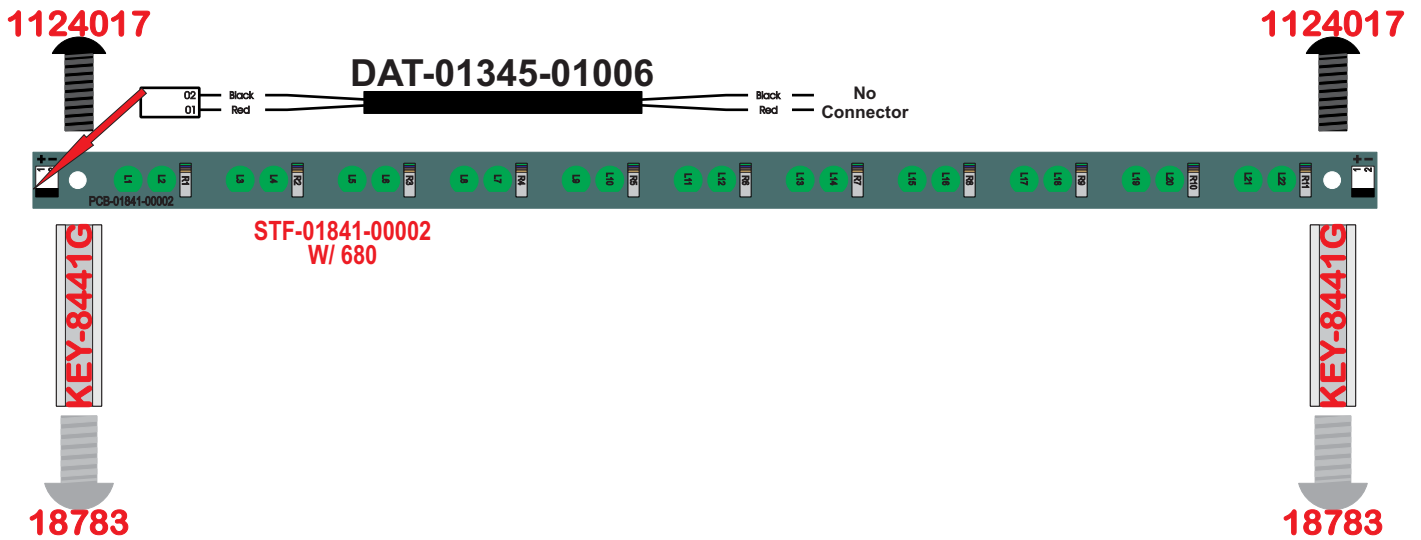 1124017
1124017
DAT-01345-01006
02 Black
01 Red
Black
Red
No
Connector
+ -
1
+ -
1
2
L1 L2 R1 L3 L4 R2 L5 L6 R3 L7 R4 L9 L10 R5 L11 L12 R6 L13 L14 R7 L15 L16 R8 L17 L18 R9 L19 L20 R10 L21 L22 R11
PCB-01841-00002
STF-01841-00002
W/ 680
KEY-8441G
KEY-8441G
18783
18783